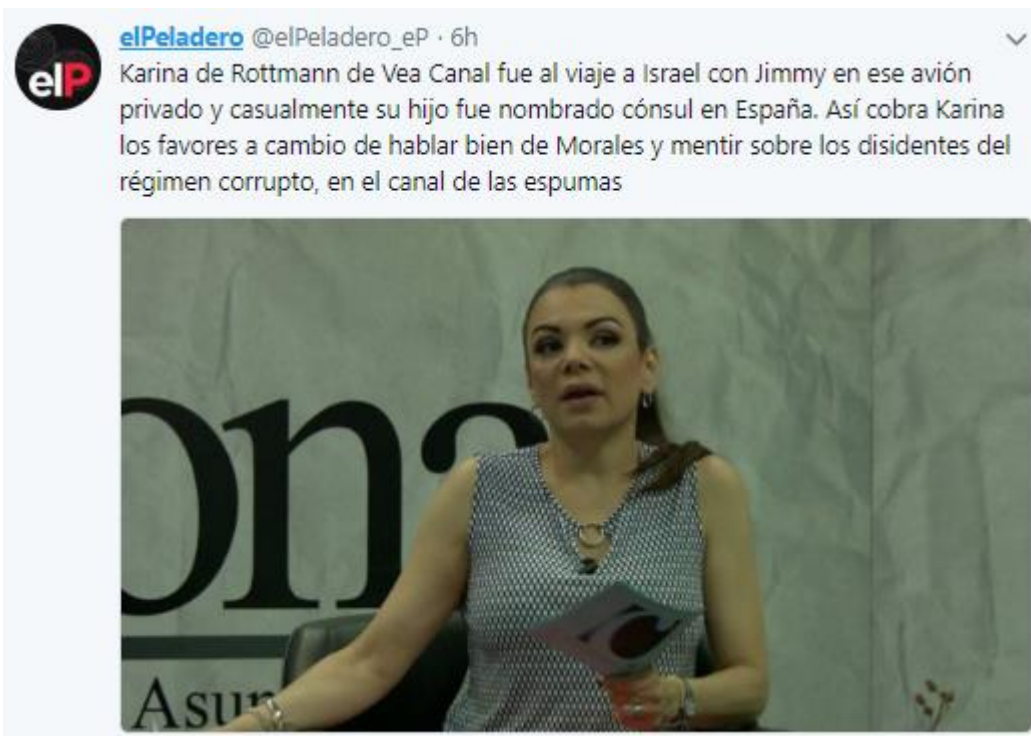 elPeladero @elPeladero_eP · 6h
elP
Karina de Rottmann de Vea Canal fue al viaje a Israel con Jimmy en ese avión
privado y casualmente su hijo fue nombrado cónsul en España. Así cobra Karina
los favores a cambio de hablar bien de Morales y mentir sobre los disidentes del
régimen corrupto, en el canal de las espumas
ona
Asun